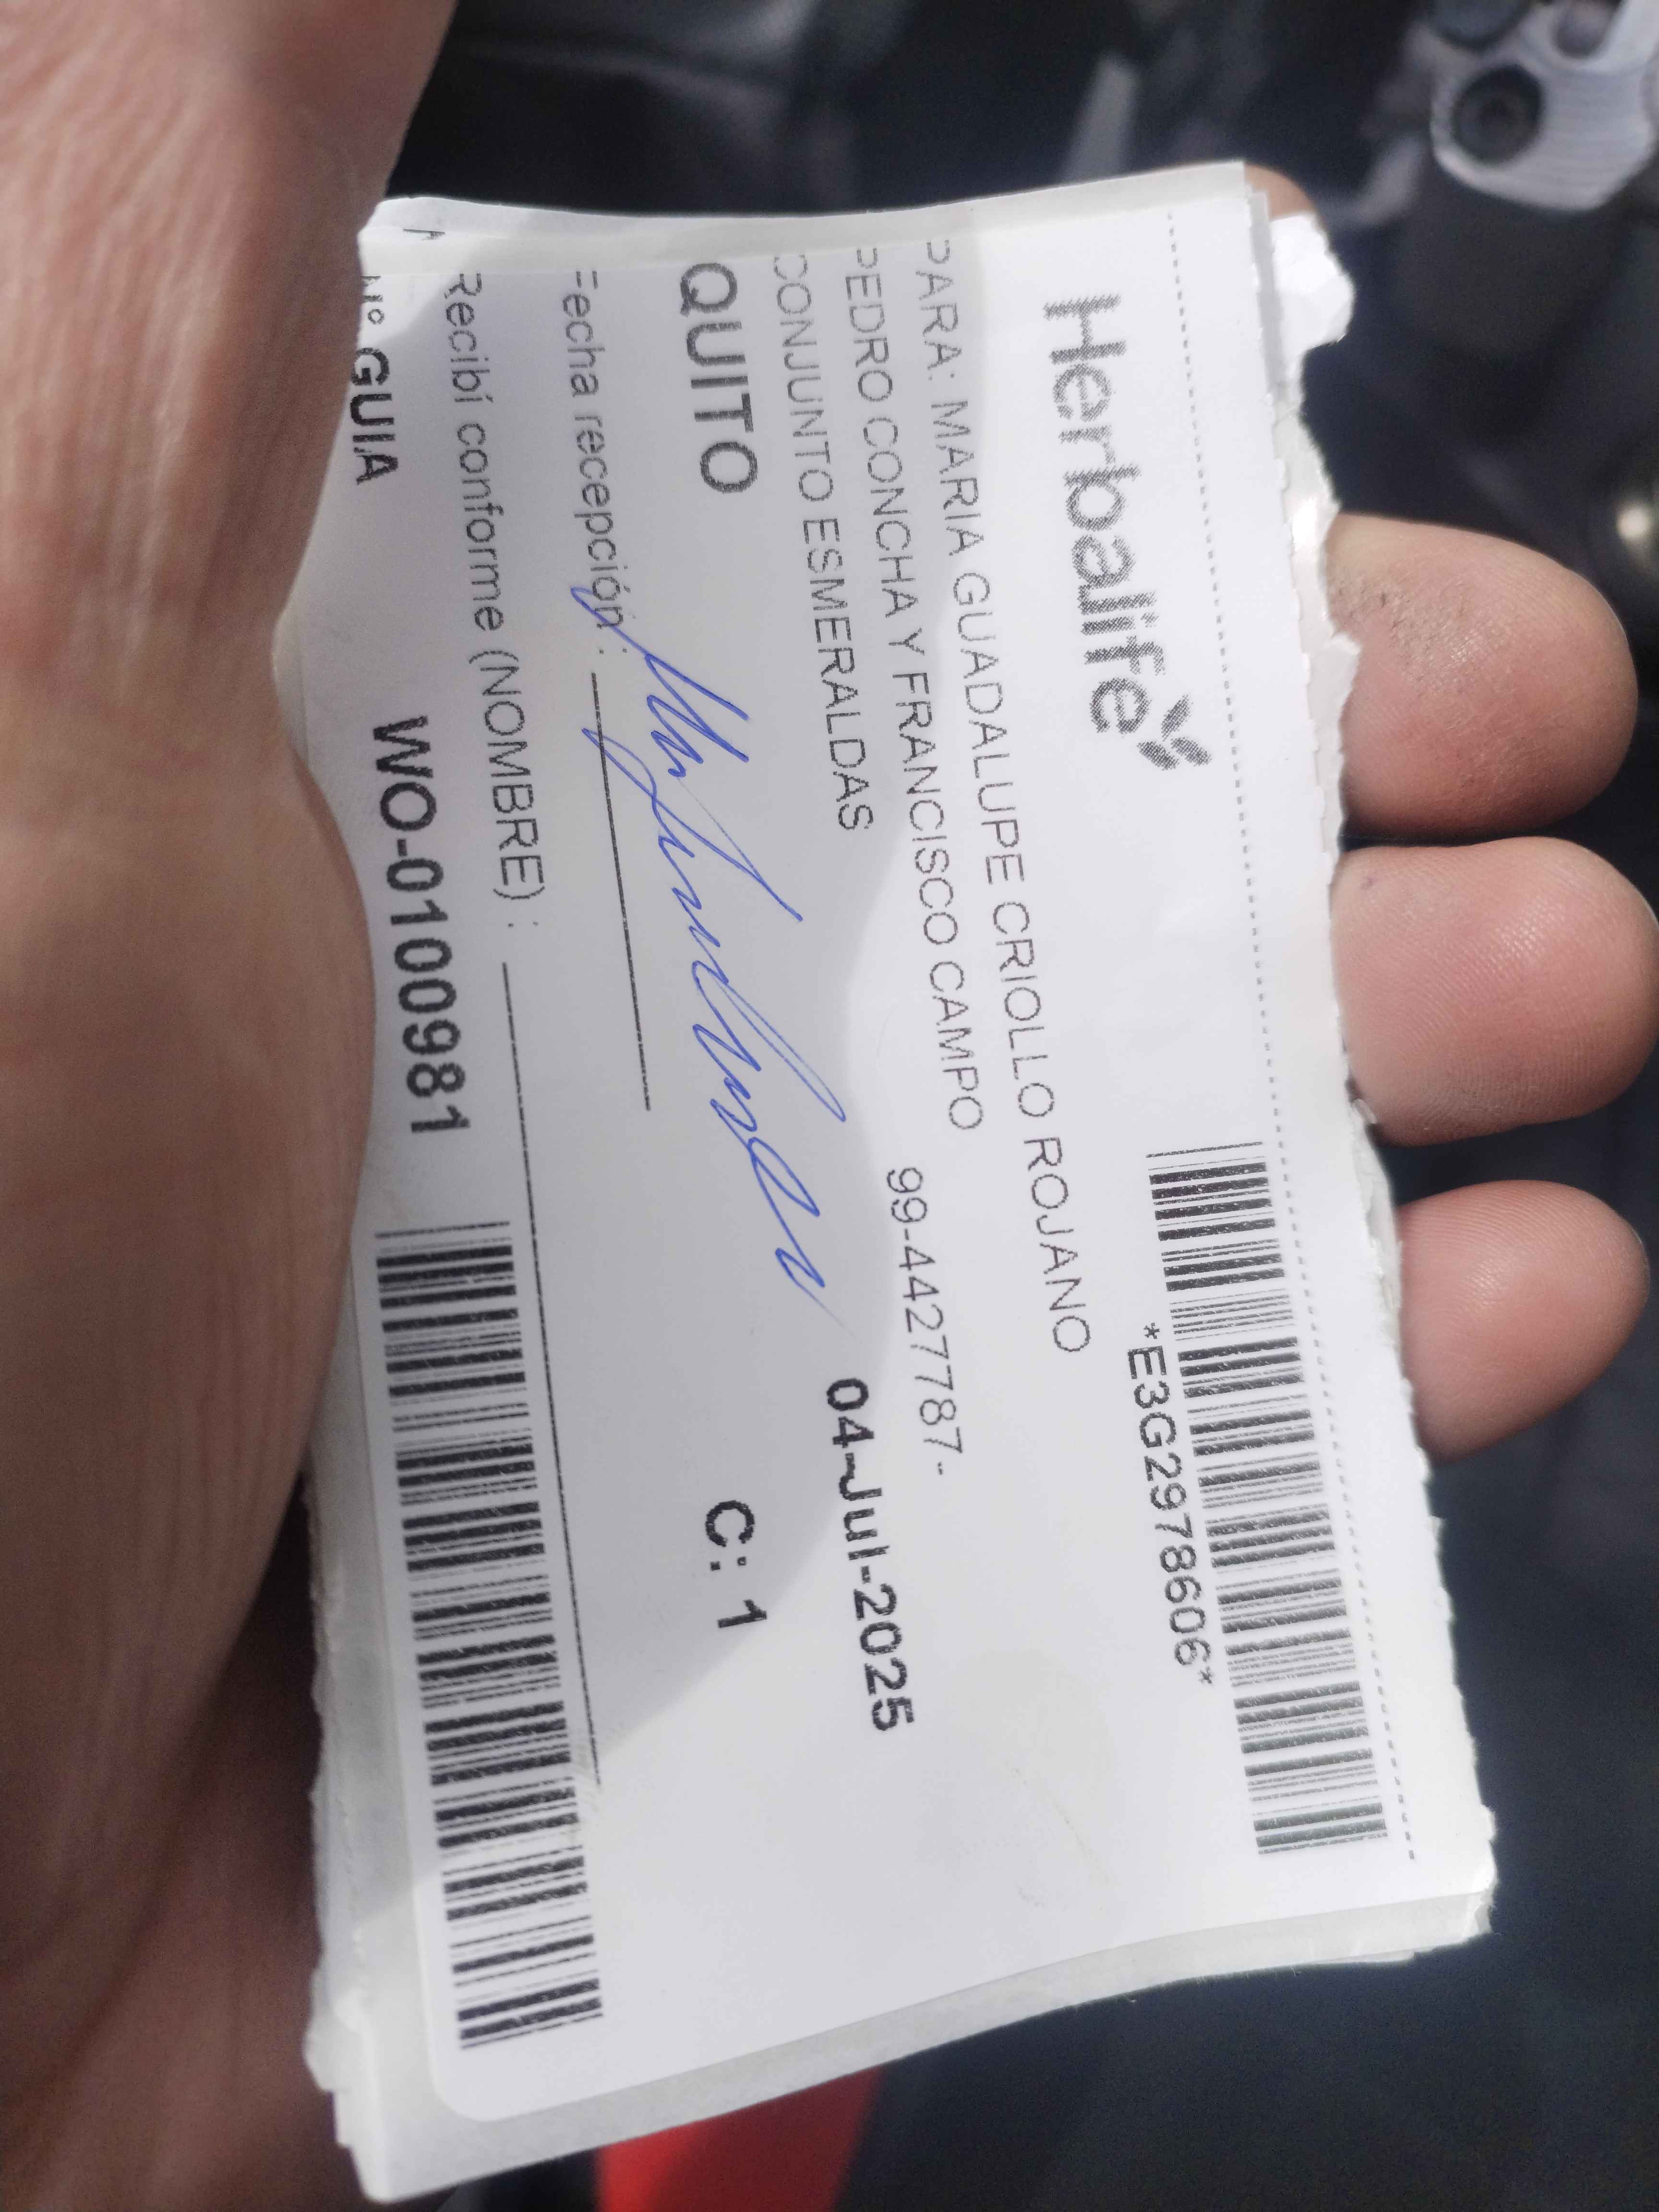 Herbalife
*E3G2978606*
PARA: MARIA GUADALUPE CRIOLLO ROJANO
PEDRO CONCHA Y FRANCISCO CAMPO
99-4427787-
CONJUNTO ESMERALDAS
04-Jul-2025
QUITO
C: 1
Fecha recepción :
Recibí conforme (NOMBRE) :
N° GUIA
WO-0100981